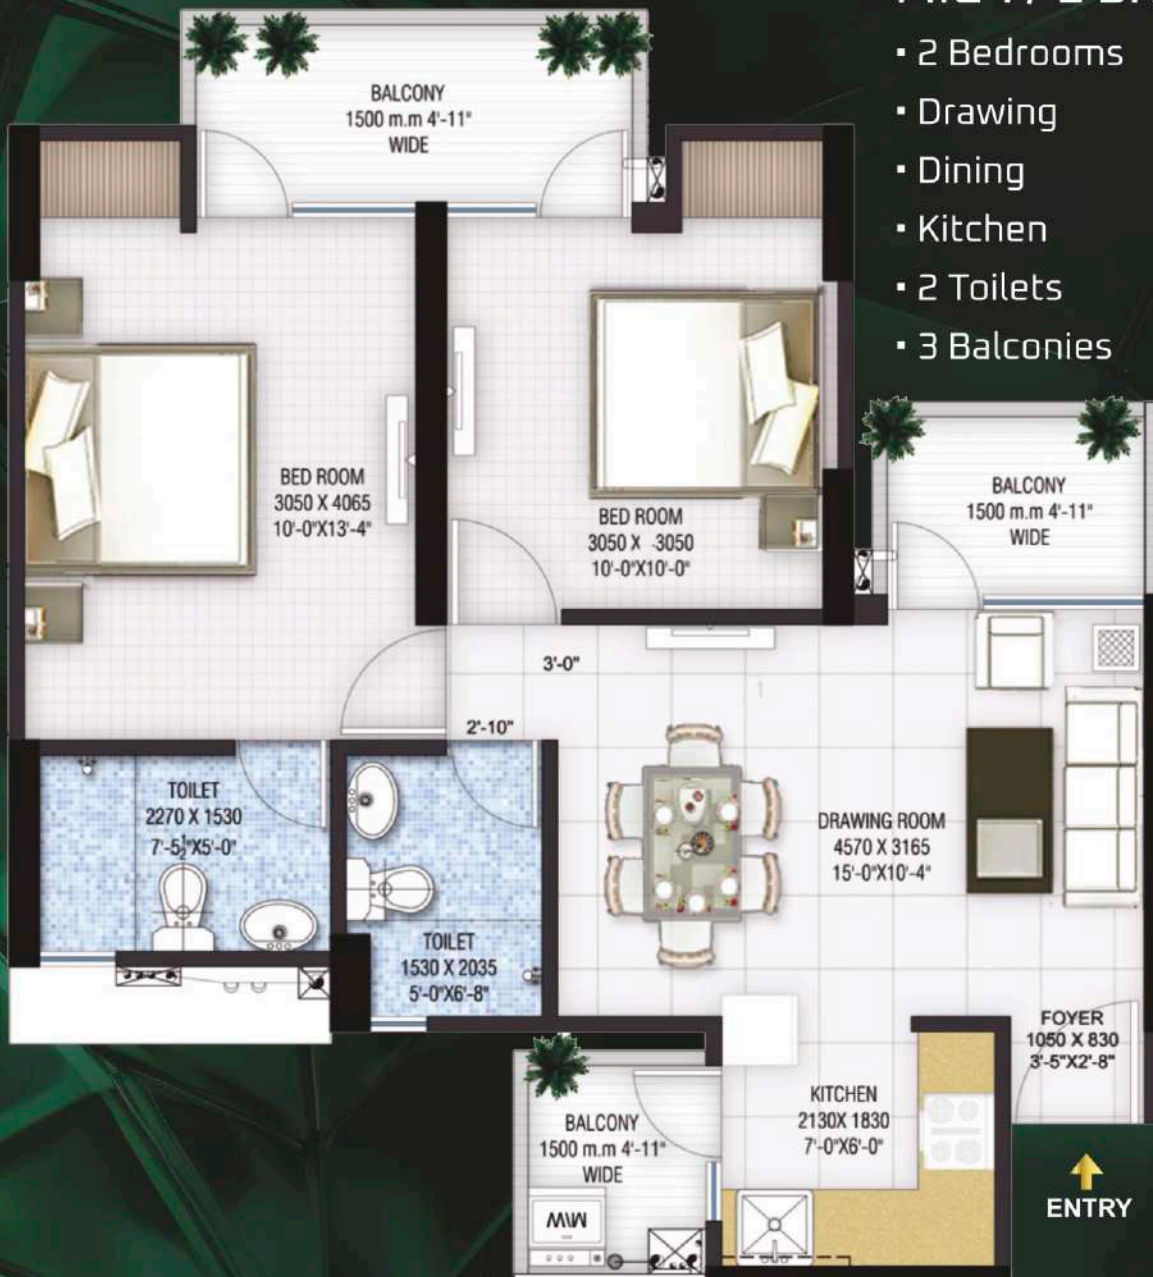 · 2 Bedrooms
· Drawing
· Dining
· Kitchen
· 2 Toilets
· 3 Balconies
BALCONY
1500 m.m 4'-11"
WIDE
BED ROOM
3050 X 4065
10'-0"X13'-4"
BED ROOM
3050 X 3050
10'-0"X10'-0"
BALCONY
1500 m.m 4'-11"
WIDE
3'-0"
2'-10"
TOILET
2270 X 1530
7'-5½"X5'-0"
DRAWING ROOM
4570 X 3165
15'-0"X10'-4"
TOILET
1530 X 2035
5'-0"X6'-8"
FOYER
1050 X 830
3'-5"X2'-8"
KITCHEN
2130X 1830
7'-0"X6'-0"
BALCONY
1500 m.m 4'-11"
WIDE
M/W
ENTRY